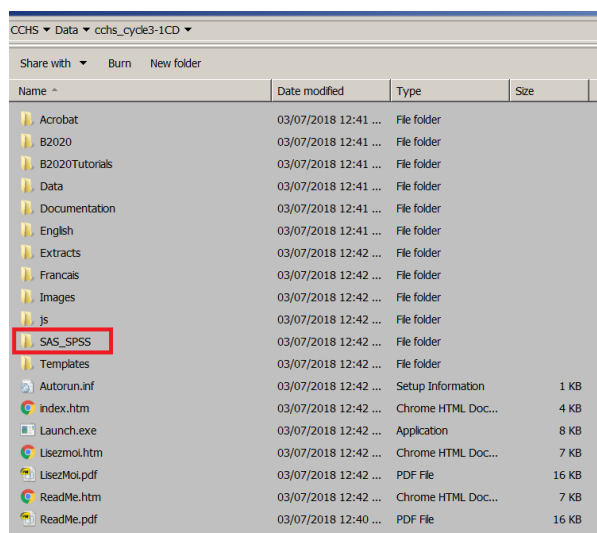 CCHS ▾ Data ▾ cchs_cycle3-1CD ▾
Share with ▾ Burn New folder
Name Date modified Type Size
Acrobat 03/07/2018 12:41 ... File folder
B2020 03/07/2018 12:41 ... File folder
B2020Tutorials 03/07/2018 12:41 ... File folder
Data 03/07/2018 12:41 ... File folder
Documentation 03/07/2018 12:41 ... File folder
English 03/07/2018 12:41 ... File folder
Extracts 03/07/2018 12:42 ... File folder
Francais 03/07/2018 12:42 ... File folder
Images 03/07/2018 12:42 ... File folder
js 03/07/2018 12:42 ... File folder
SAS_SPSS 03/07/2018 12:42 ... File folder
Templates 03/07/2018 12:42 ... File folder
Autorun.inf 03/07/2018 12:42 ... Setup Information 1 KB
index.htm 03/07/2018 12:42 ... Chrome HTML Doc... 4 KB
Launch.exe 03/07/2018 12:42 ... Application 8 KB
Lisezmoi.htm 03/07/2018 12:42 ... Chrome HTML Doc... 7 KB
LisezMoi.pdf 03/07/2018 12:42 ... PDF File 16 KB
ReadMe.htm 03/07/2018 12:42 ... Chrome HTML Doc... 7 KB
ReadMe.pdf 03/07/2018 12:40 ... PDF File 16 KB